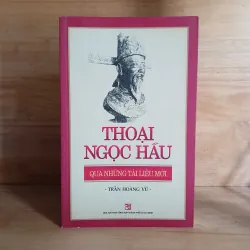 THOẠI
NGỌC HẦU
QUA NHỮNG TÀI LIỆU MỚI
- TRẦN HOÀNG VŨ -